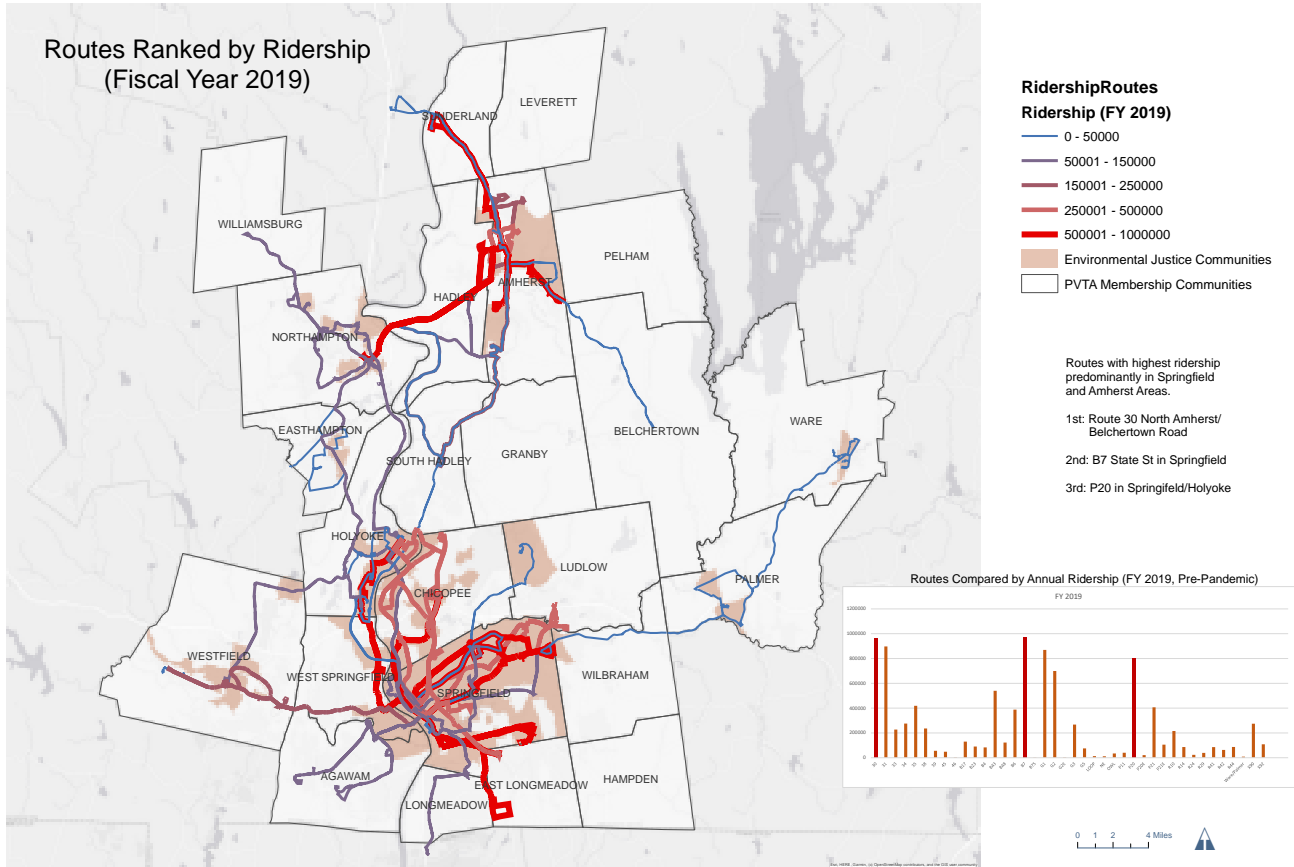 Routes Ranked by Ridership
(Fiscal Year 2019)
SUNDERLAND
LEVERETT
WILLIAMSBURG
PELHAM
AMHERST
HADLEY
NORTHAMPTON
EASTHAMPTON
SOUTH HADLEY
GRANBY
BELCHERTOWN
WARE
HOLYOKE
CHICOPEE
LUDLOW
PALMER
WESTFIELD
WEST SPRINGFIELD
SPRINGFIELD
WILBRAHAM
AGAWAM
LONGMEADOW
EAST LONGMEADOW
HAMPDEN
RidershipRoutes
Ridership (FY 2019)
0 - 50000
50001 - 150000
150001 - 250000
250001 - 500000
500001 - 1000000
Environmental Justice Communities
PVTA Membership Communities
Routes with highest ridership
predominantly in Springfield
and Amherst Areas.
1st: Route 30 North Amherst/
Belchertown Road
2nd: B7 State St in Springfield
3rd: P20 in Springifeld/Holyoke
Routes Compared by Annual Ridership (FY 2019, Pre-Pandemic)
FY 2019
1200000
1000000
800000
600000
400000
200000
0
0 1 2 4 Miles